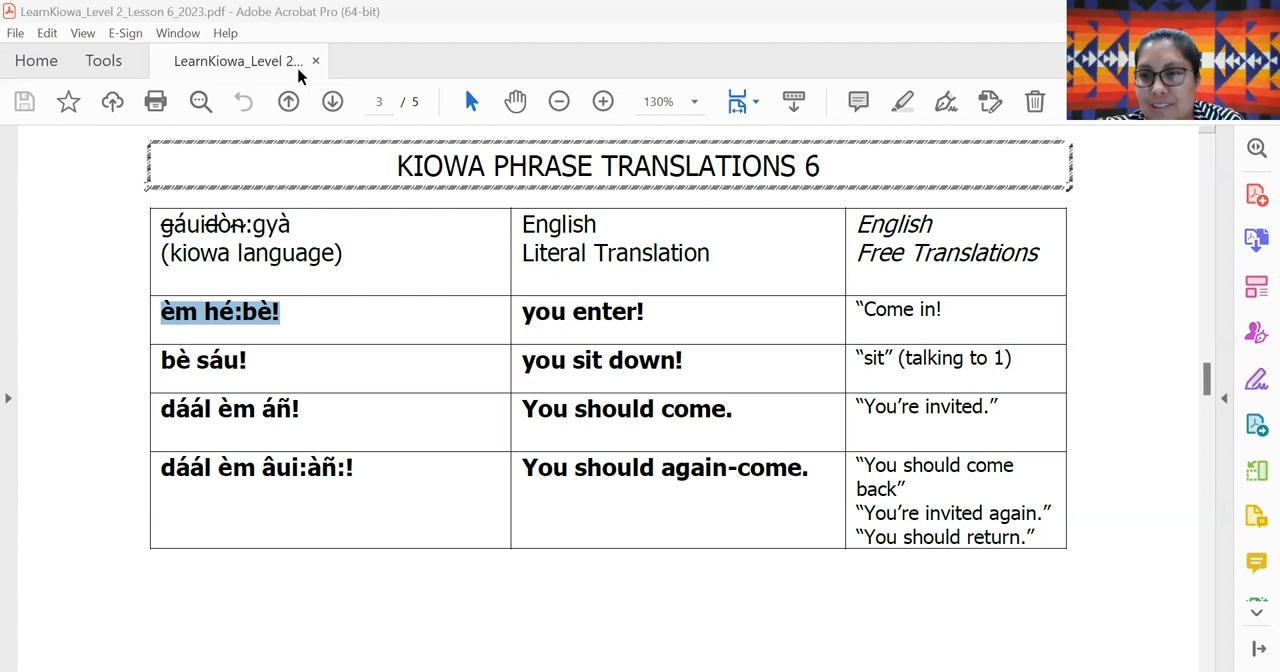 LearnKiowa_Level 2_Lesson 6_2023.pdf - Adobe Acrobat Pro (64-bit)
File Edit View E-Sign Window Help
Home Tools LearnKiowa_Level 2... ×
3 / 5 130%
KIOWA PHRASE TRANSLATIONS 6
g̶áuid̶òn̶:gyà
(kiowa language)
English
Literal Translation
English
Free Translations
èm hé:bè!
you enter!
“Come in!
bè sáu!
you sit down!
“sit” (talking to 1)
dáál èm áñ!
You should come.
“You’re invited.”
dáál èm âui:àñ:!
You should again-come.
“You should come
back”
“You’re invited again.”
“You should return.”